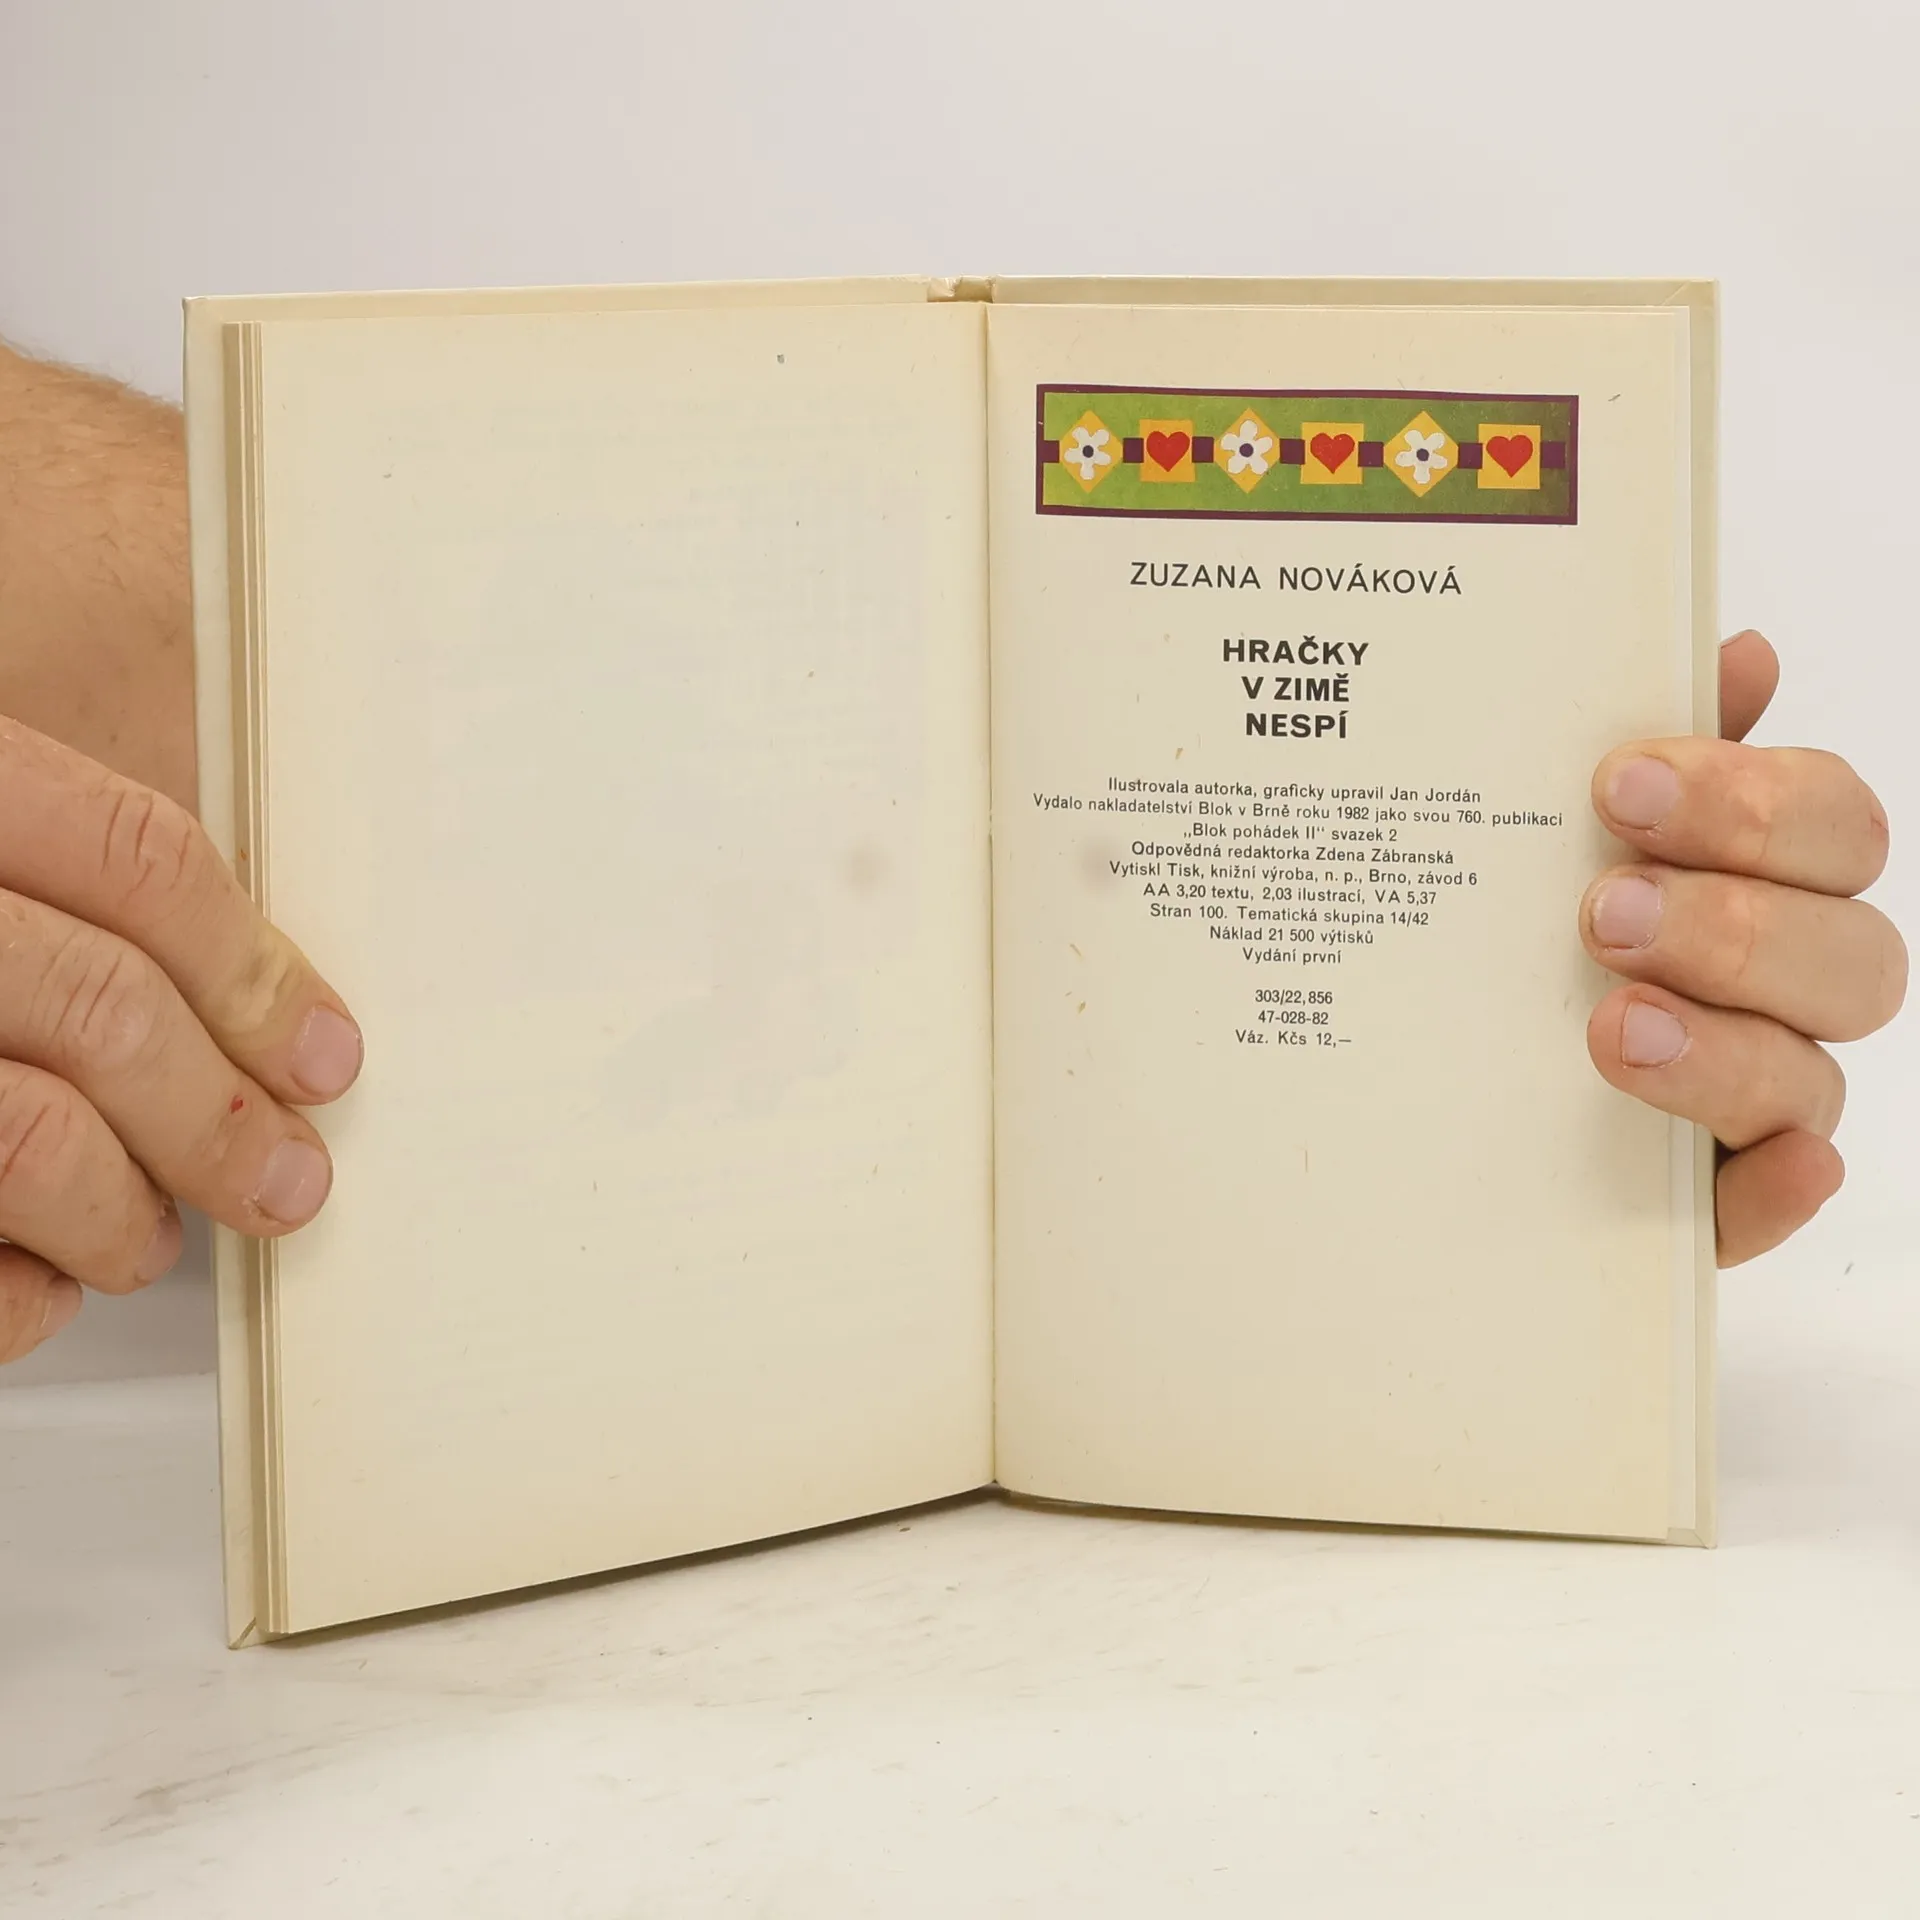 ZUZANA NOVÁKOVÁ
HRAČKY
V ZIMĚ
NESPÍ
Ilustrovala autorka, graficky upravil Jan Jordán
Vydalo nakladatelství Blok v Brně roku 1982 jako svou 760. publikaci
„Blok pohádek II“ svazek 2
Odpovědná redaktorka Zdena Zábranská
Vytiskl Tisk, knižní výroba, n. p., Brno, závod 6
AA 3,20 textu, 2,03 ilustrací, VA 5,37
Stran 100. Tematická skupina 14/42
Náklad 21 500 výtisků
Vydání první
303/22,856
47-028-82
Váz. Kčs 12,—